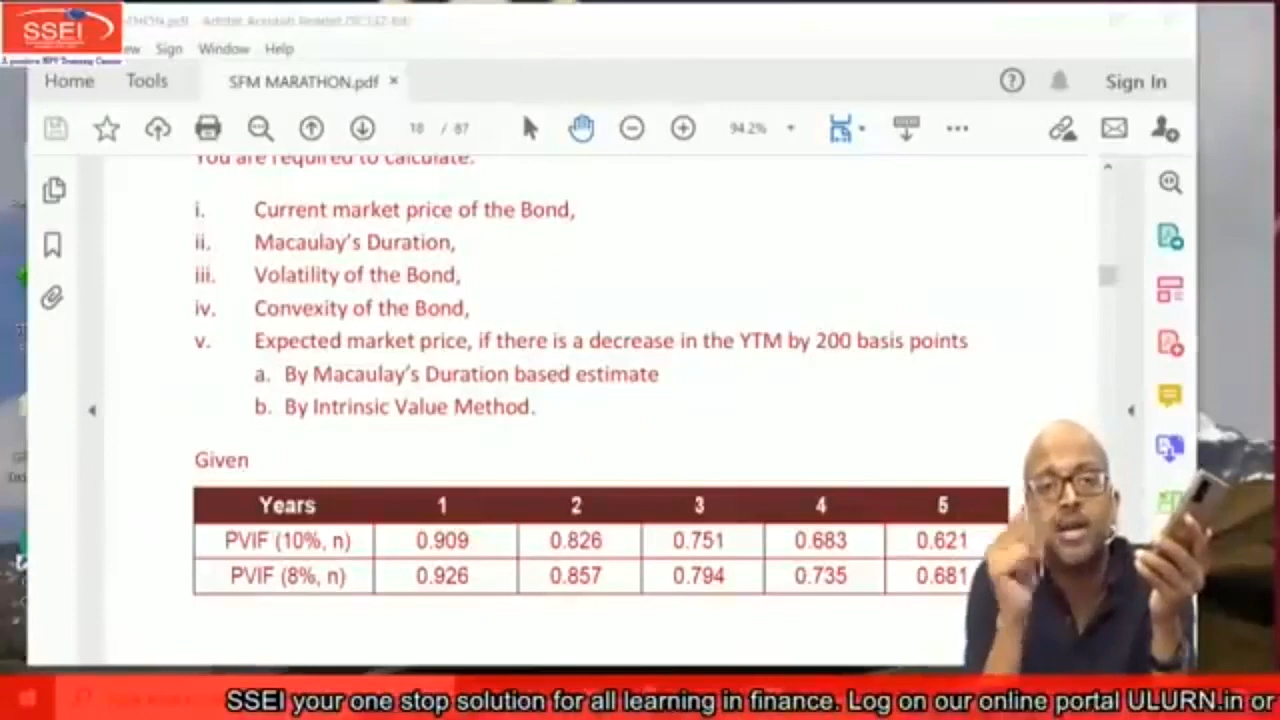 SSEI
Sign Window Help
Home Tools SFM MARATHON.pdf × Sign In
18 / 87 94.2%
You are required to calculate:
i. Current market price of the Bond,
ii. Macaulay's Duration,
iii. Volatility of the Bond,
iv. Convexity of the Bond,
v. Expected market price, if there is a decrease in the YTM by 200 basis points
a. By Macaulay's Duration based estimate
b. By Intrinsic Value Method.
Given
Years 1 2 3 4 5
PVIF (10%, n) 0.909 0.826 0.751 0.683 0.621
PVIF (8%, n) 0.926 0.857 0.794 0.735 0.681
SSEI your one stop solution for all learning in finance. Log on our online portal ULURN.in or